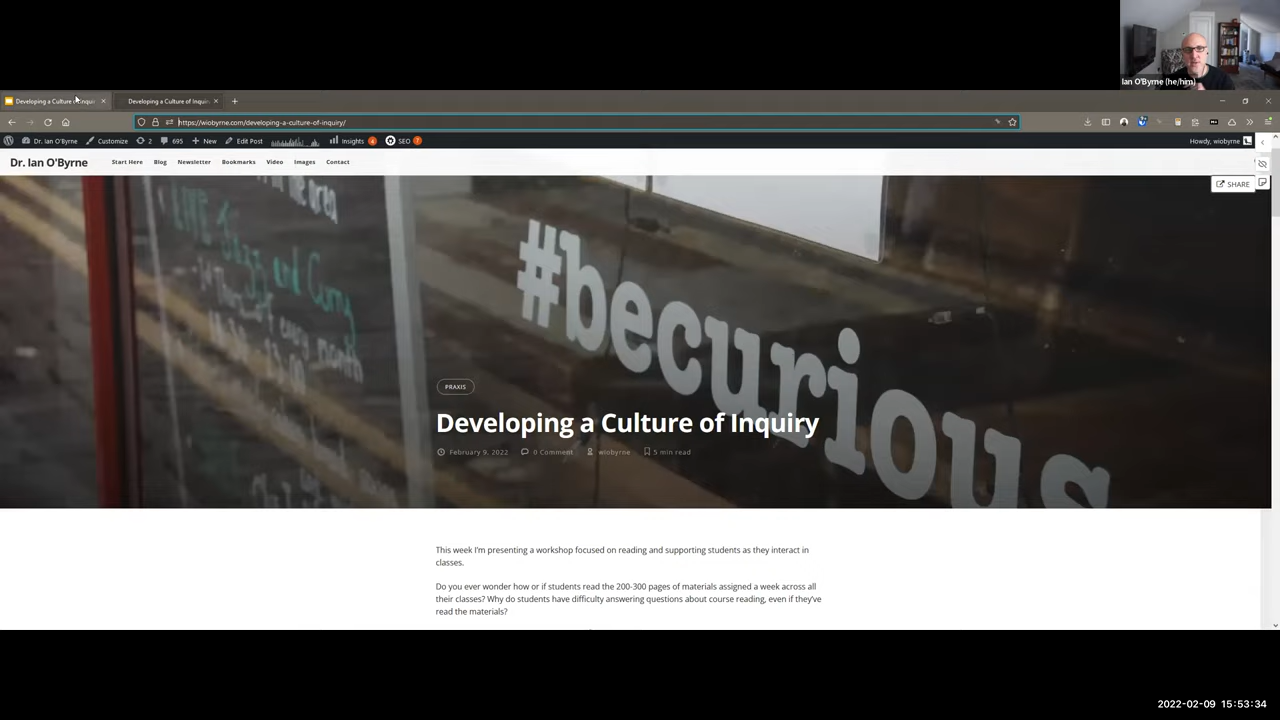 Ian O'Byrne (he/him)
Developing a Culture of Inquir
Developing a Culture of Inquir
https://wiobyrne.com/developing-a-culture-of-inquiry/
Dr. Ian O'Byrne Customize 2 695 New Edit Post Insights 4 SEO 7 Howdy, wiobyrne
Dr. Ian O'Byrne Start Here Blog Newsletter Bookmarks Video Images Contact
SHARE
#becurious
PRAXIS
Developing a Culture of Inquiry
February 9, 2022 0 Comment wiobyrne 5 min read
This week I'm presenting a workshop focused on reading and supporting students as they interact in
classes.
Do you ever wonder how or if students read the 200-300 pages of materials assigned a week across all
their classes? Why do students have difficulty answering questions about course reading, even if they've
read the materials?
2022-02-09 15:53:34